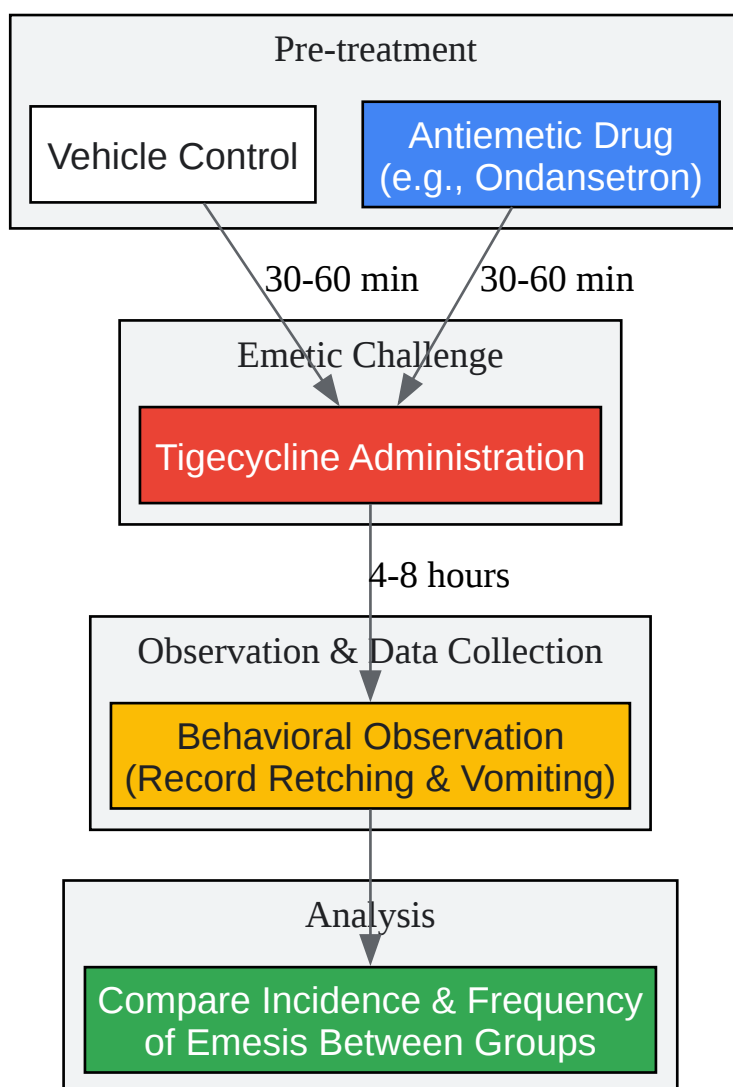 Pre-treatment
Vehicle Control
Antiemetic Drug
(e.g., Ondansetron)
30-60 min
30-60 min
Emetic Challenge
Tigecycline Administration
4-8 hours
Observation & Data Collection
Behavioral Observation
(Record Retching & Vomiting)
Analysis
Compare Incidence & Frequency
of Emesis Between Groups